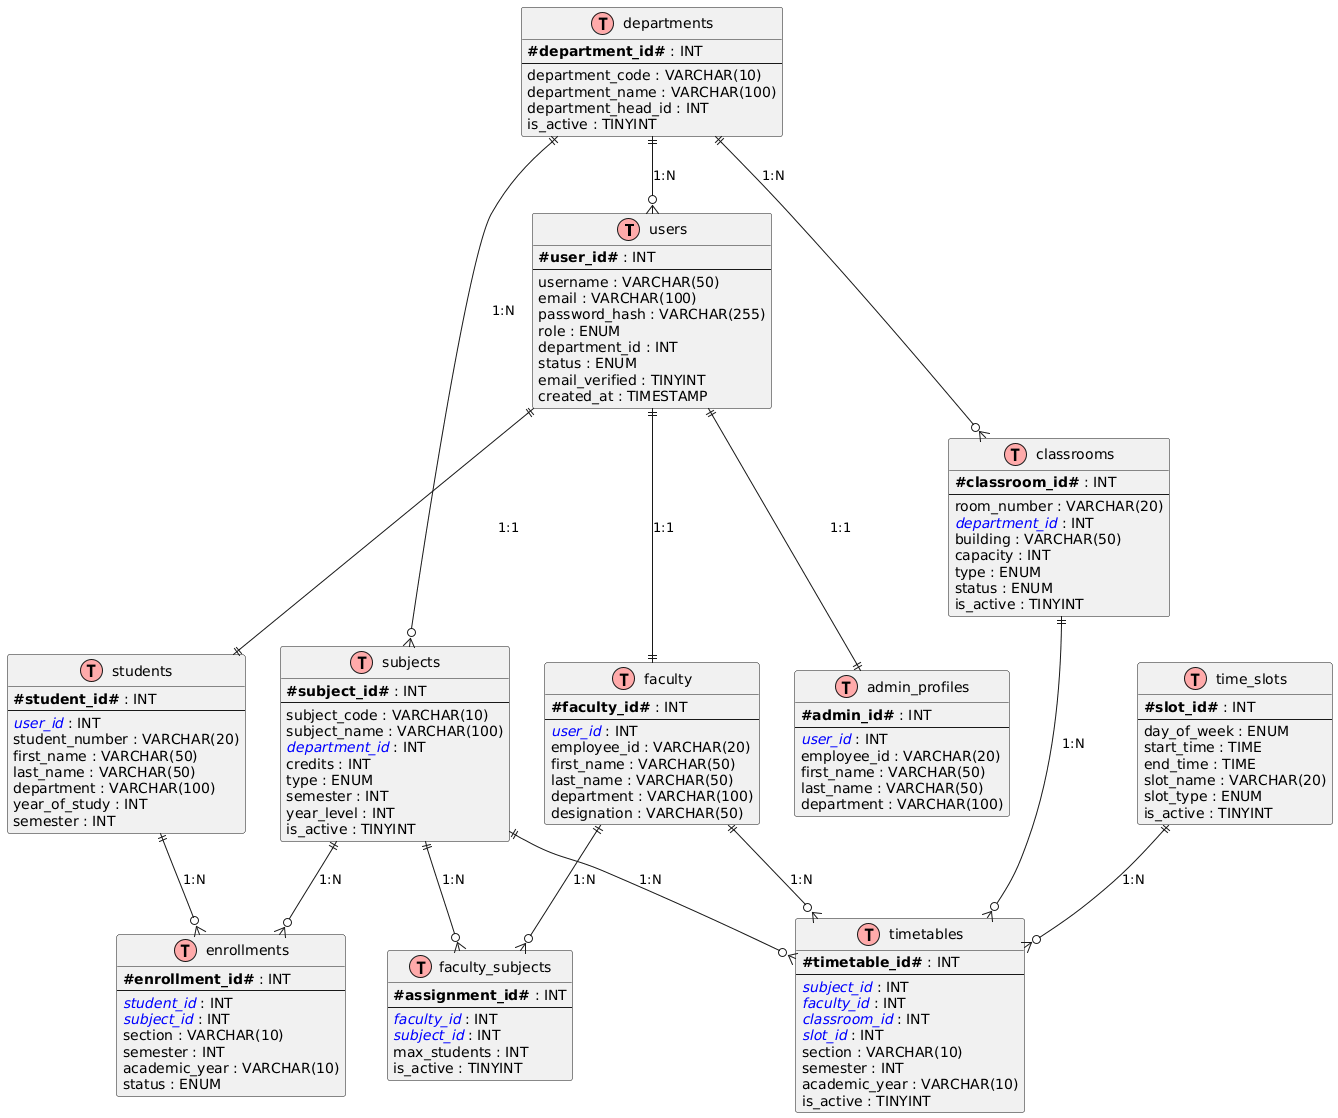 T departments
#department_id# : INT
department_code : VARCHAR(10)
department_name : VARCHAR(100)
department_head_id : INT
is_active : TINYINT
1:N
1:N
1:N
T users
#user_id# : INT
username : VARCHAR(50)
email : VARCHAR(100)
password_hash : VARCHAR(255)
role : ENUM
department_id : INT
status : ENUM
email_verified : TINYINT
created_at : TIMESTAMP
T classrooms
#classroom_id# : INT
room_number : VARCHAR(20)
department_id : INT
building : VARCHAR(50)
capacity : INT
type : ENUM
status : ENUM
is_active : TINYINT
1:1
1:1
1:1
T students
#student_id# : INT
user_id : INT
student_number : VARCHAR(20)
first_name : VARCHAR(50)
last_name : VARCHAR(50)
department : VARCHAR(100)
year_of_study : INT
semester : INT
T subjects
#subject_id# : INT
subject_code : VARCHAR(10)
subject_name : VARCHAR(100)
department_id : INT
credits : INT
type : ENUM
semester : INT
year_level : INT
is_active : TINYINT
T faculty
#faculty_id# : INT
user_id : INT
employee_id : VARCHAR(20)
first_name : VARCHAR(50)
last_name : VARCHAR(50)
department : VARCHAR(100)
designation : VARCHAR(50)
T admin_profiles
#admin_id# : INT
user_id : INT
employee_id : VARCHAR(20)
first_name : VARCHAR(50)
last_name : VARCHAR(50)
department : VARCHAR(100)
1:N
T time_slots
#slot_id# : INT
day_of_week : ENUM
start_time : TIME
end_time : TIME
slot_name : VARCHAR(20)
slot_type : ENUM
is_active : TINYINT
1:N
1:N
1:N
1:N
1:N
1:N
1:N
T enrollments
#enrollment_id# : INT
student_id : INT
subject_id : INT
section : VARCHAR(10)
semester : INT
academic_year : VARCHAR(10)
status : ENUM
T faculty_subjects
#assignment_id# : INT
faculty_id : INT
subject_id : INT
max_students : INT
is_active : TINYINT
T timetables
#timetable_id# : INT
subject_id : INT
faculty_id : INT
classroom_id : INT
slot_id : INT
section : VARCHAR(10)
semester : INT
academic_year : VARCHAR(10)
is_active : TINYINT